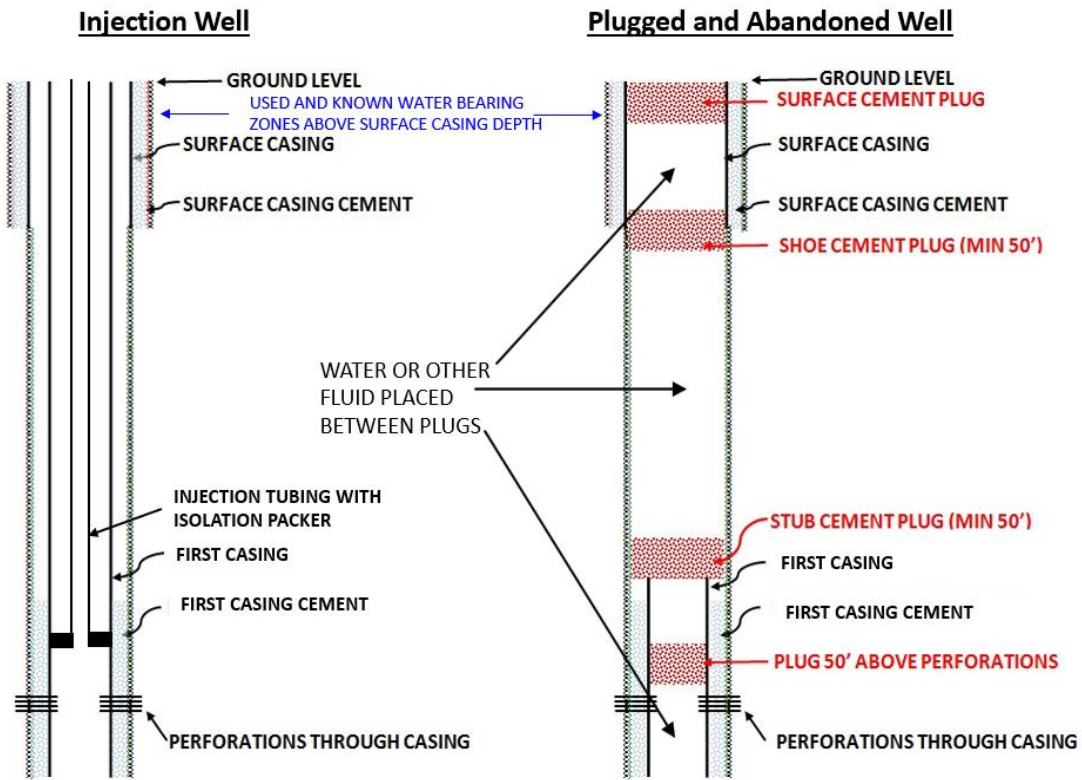 Injection Well
GROUND LEVEL
USED AND KNOWN WATER BEARING
ZONES ABOVE SURFACE CASING DEPTH
SURFACE CASING
SURFACE CASING CEMENT
INJECTION TUBING WITH
ISOLATION PACKER
FIRST CASING
FIRST CASING CEMENT
PERFORATIONS THROUGH CASING
WATER OR OTHER
FLUID PLACED
BETWEEN PLUGS
Plugged and Abandoned Well
GROUND LEVEL
SURFACE CEMENT PLUG
SURFACE CASING
SURFACE CASING CEMENT
SHOE CEMENT PLUG (MIN 50’)
STUB CEMENT PLUG (MIN 50’)
FIRST CASING
FIRST CASING CEMENT
PLUG 50’ ABOVE PERFORATIONS
PERFORATIONS THROUGH CASING